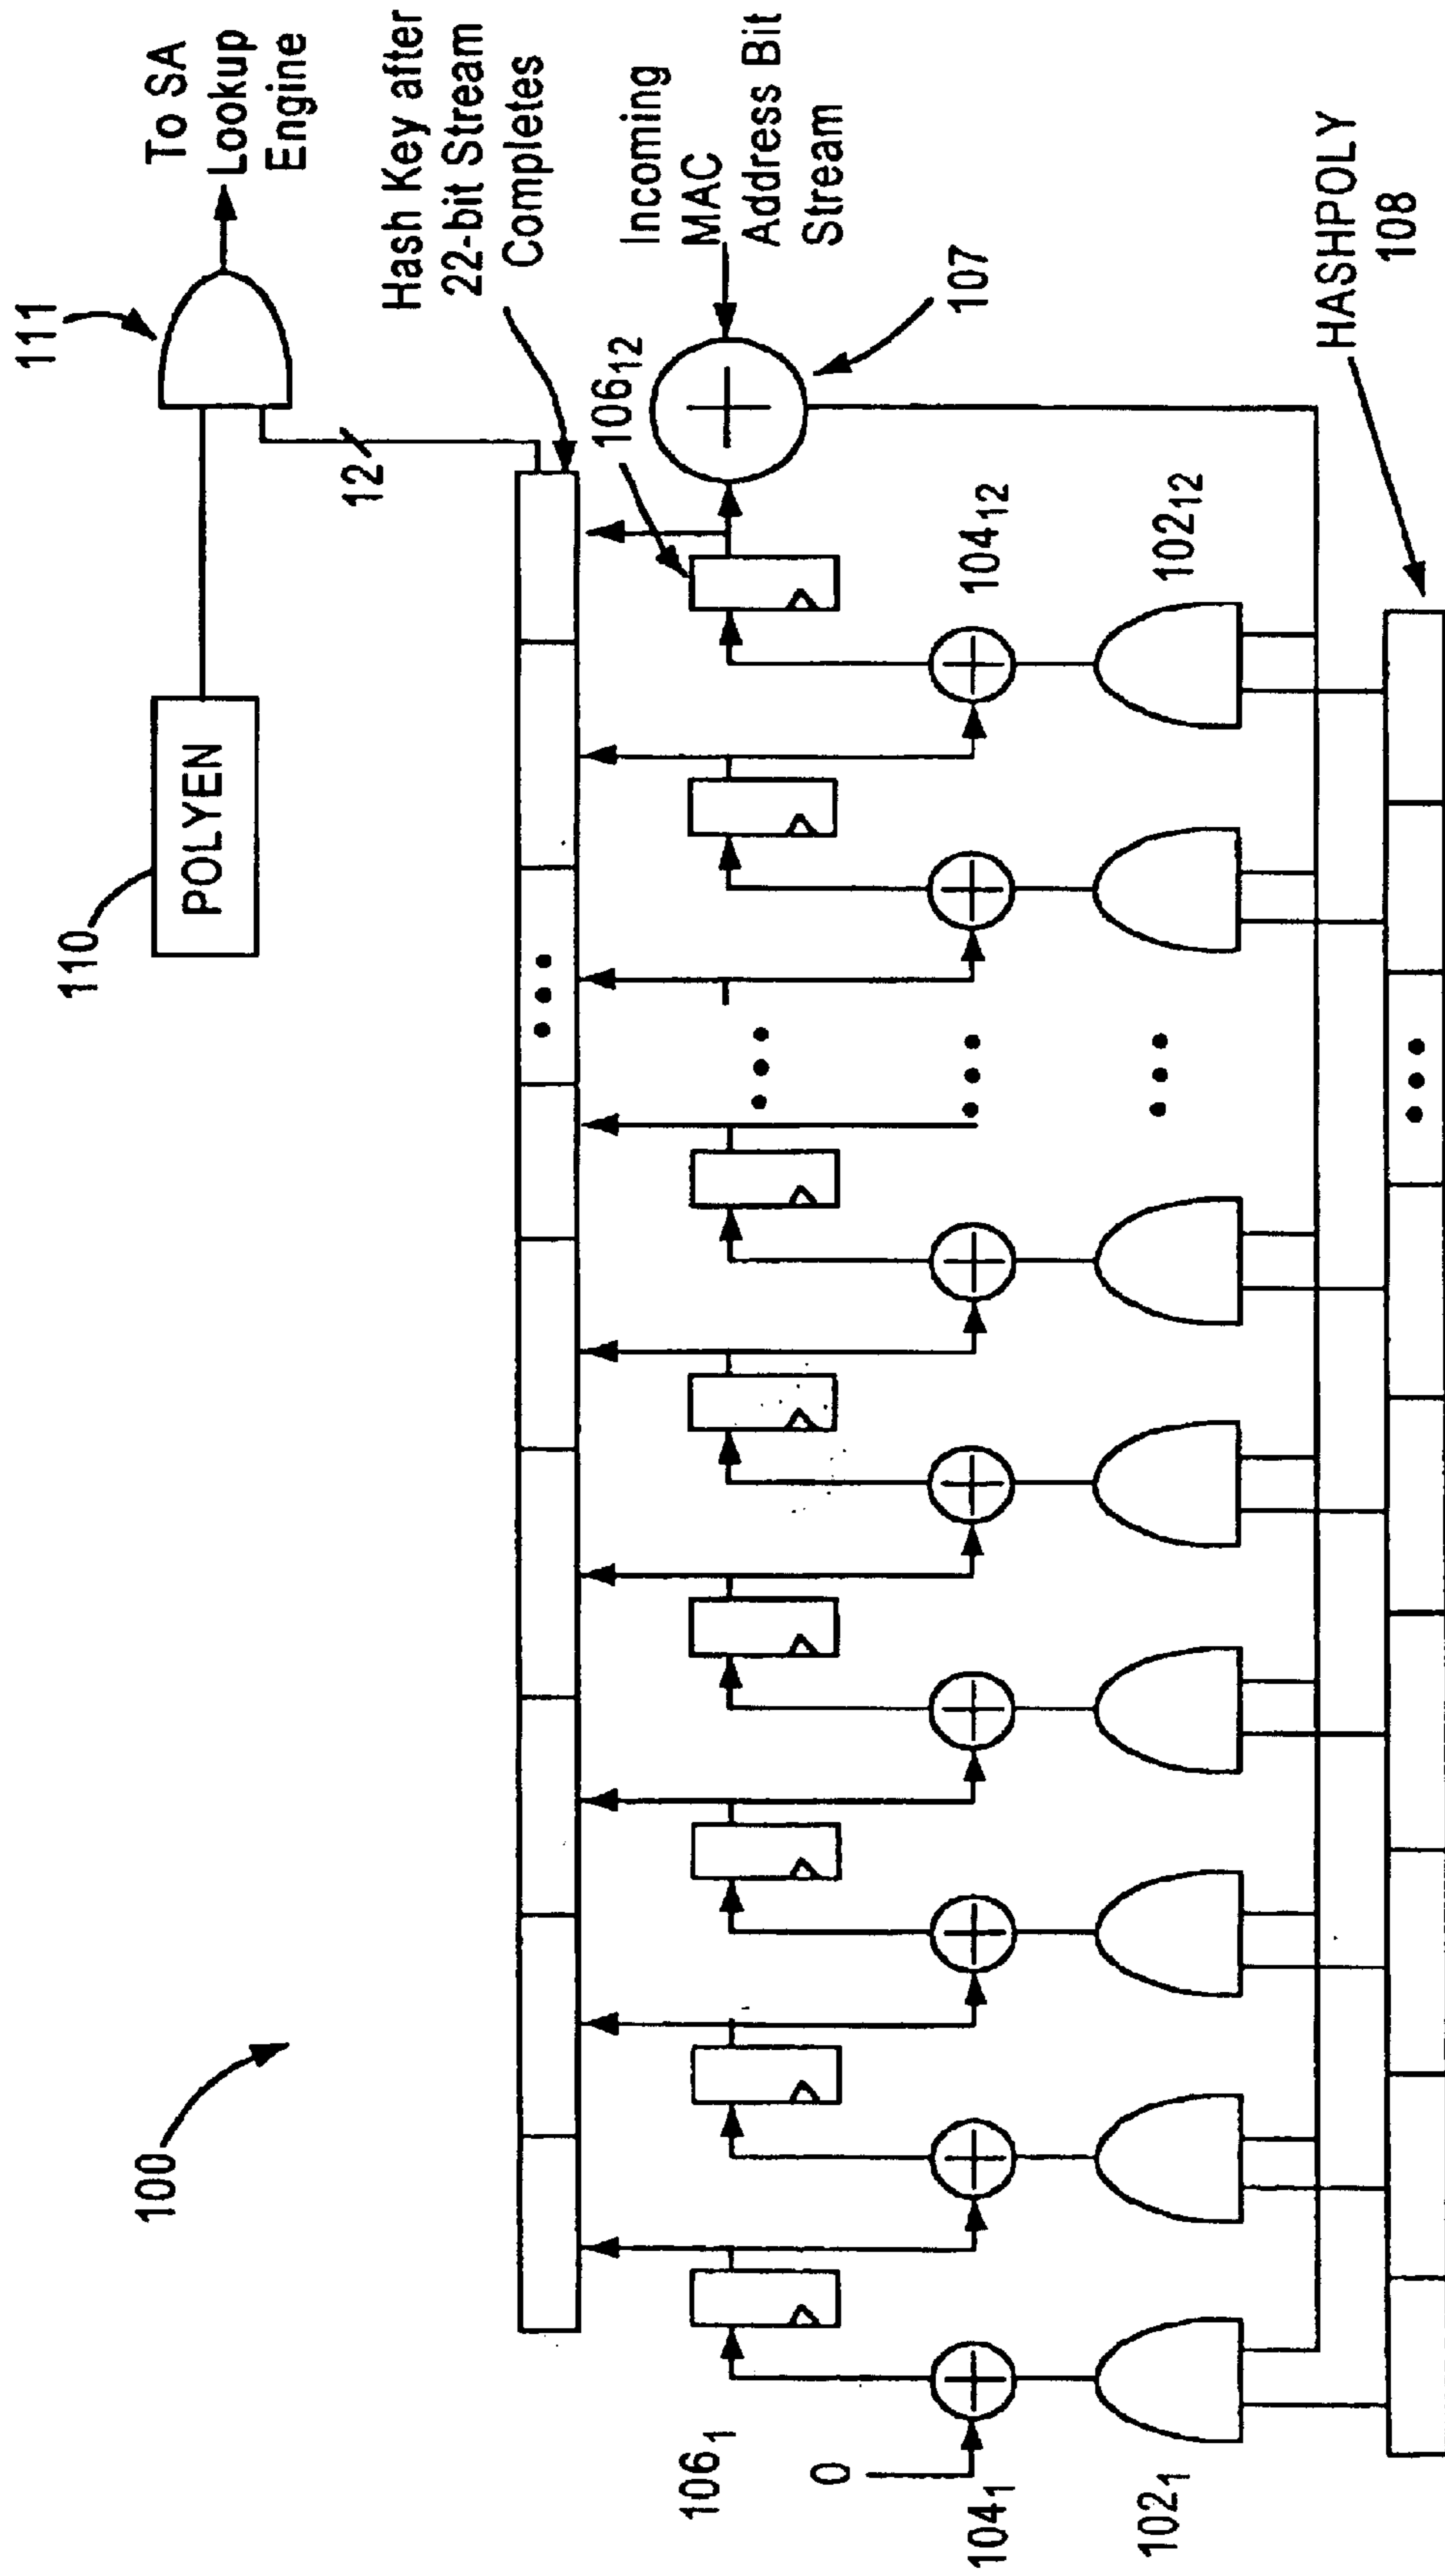 100
110
POLYEN
111
To SA
Lookup
Engine
12
Hash Key after
22-bit Stream
Completes
106₁
106₁₂
Incoming
MAC
Address Bit
Stream
107
0
104₁
104₁₂
102₁
102₁₂
HASHPOLY
108